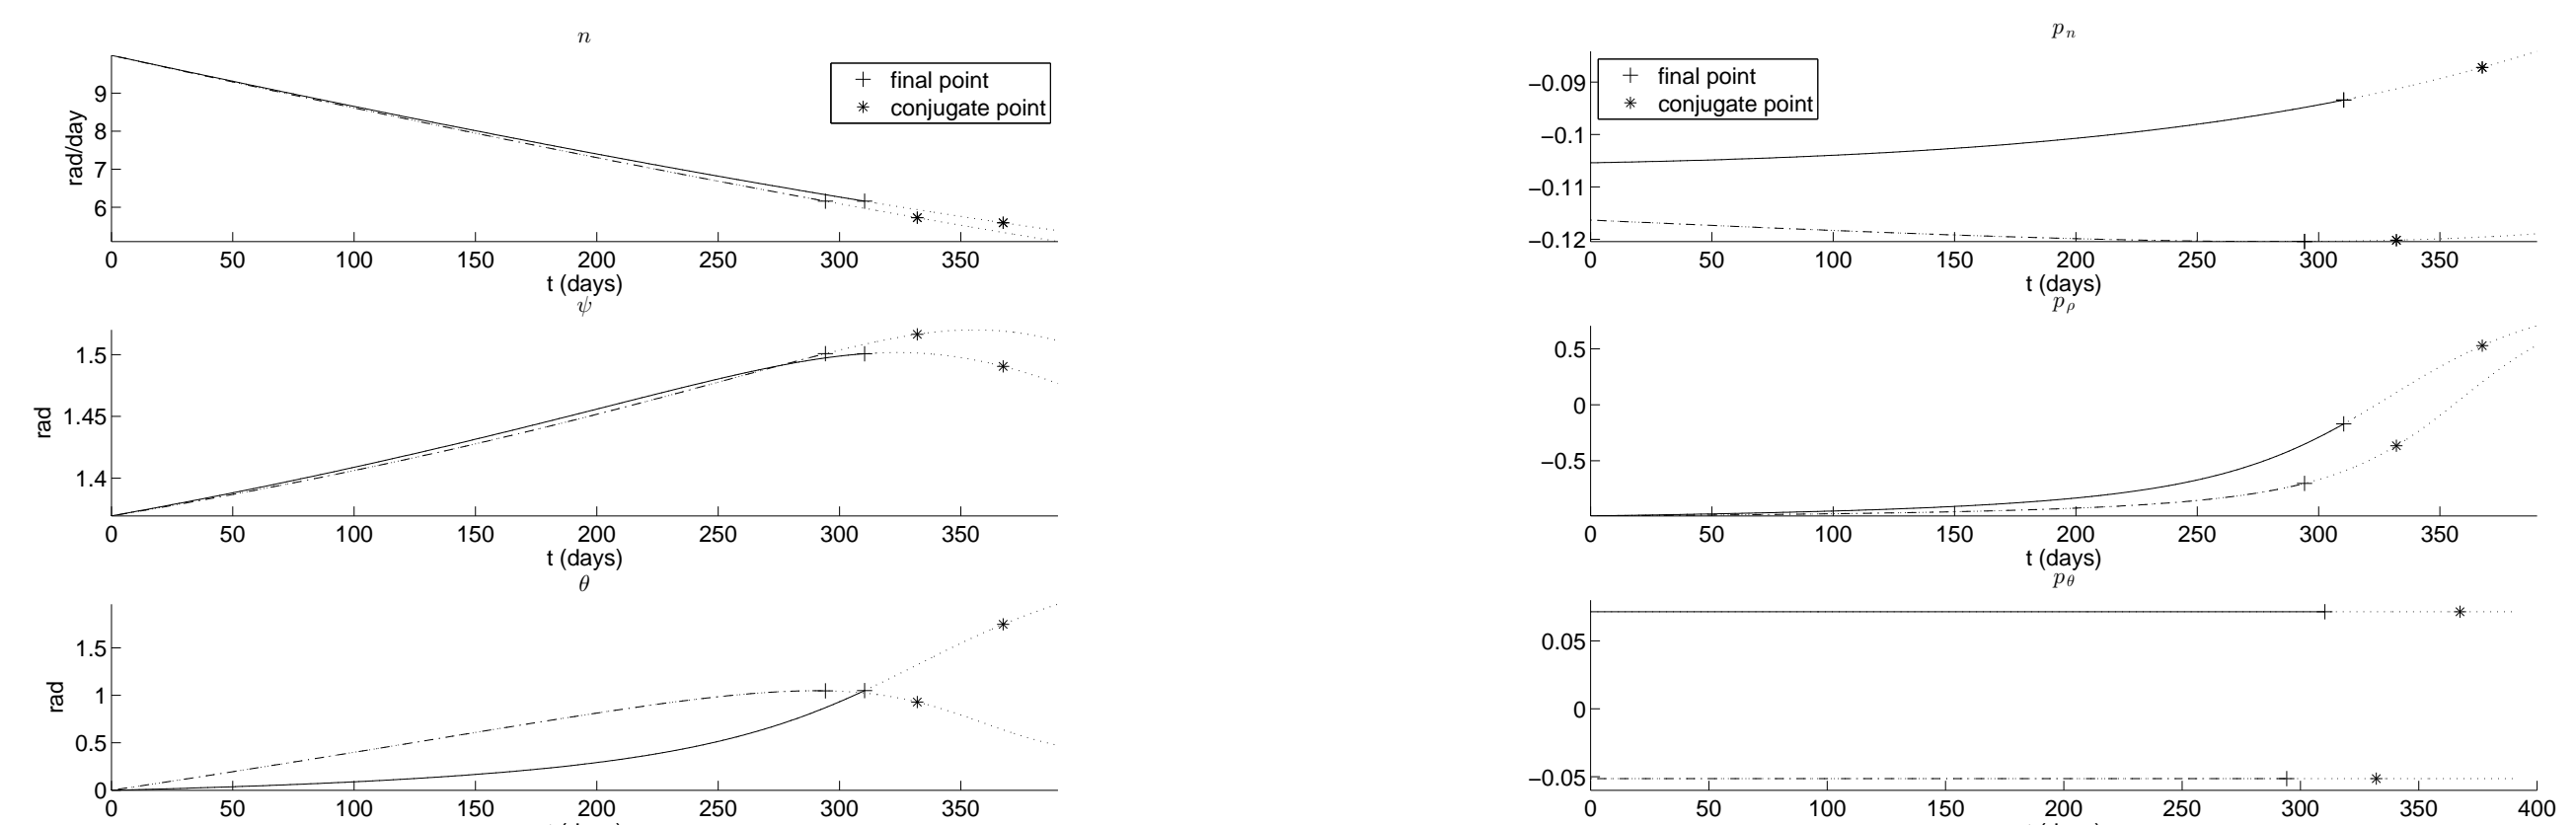 n
final point
conjugate point
rad/day
9
8
7
6
0 50 100 150 200 250 300 350
t (days)
ψ
rad
1.5
1.45
1.4
0 50 100 150 200 250 300 350
t (days)
θ
rad
1.5
1
0.5
0
0 50 100 150 200 250 300 350
p_n
final point
conjugate point
−0.09
−0.1
−0.11
−0.12
0 50 100 150 200 250 300 350
t (days)
p_ρ
0.5
0
−0.5
0 50 100 150 200 250 300 350
t (days)
p_θ
0.05
0
−0.05
0 50 100 150 200 250 300 350 400